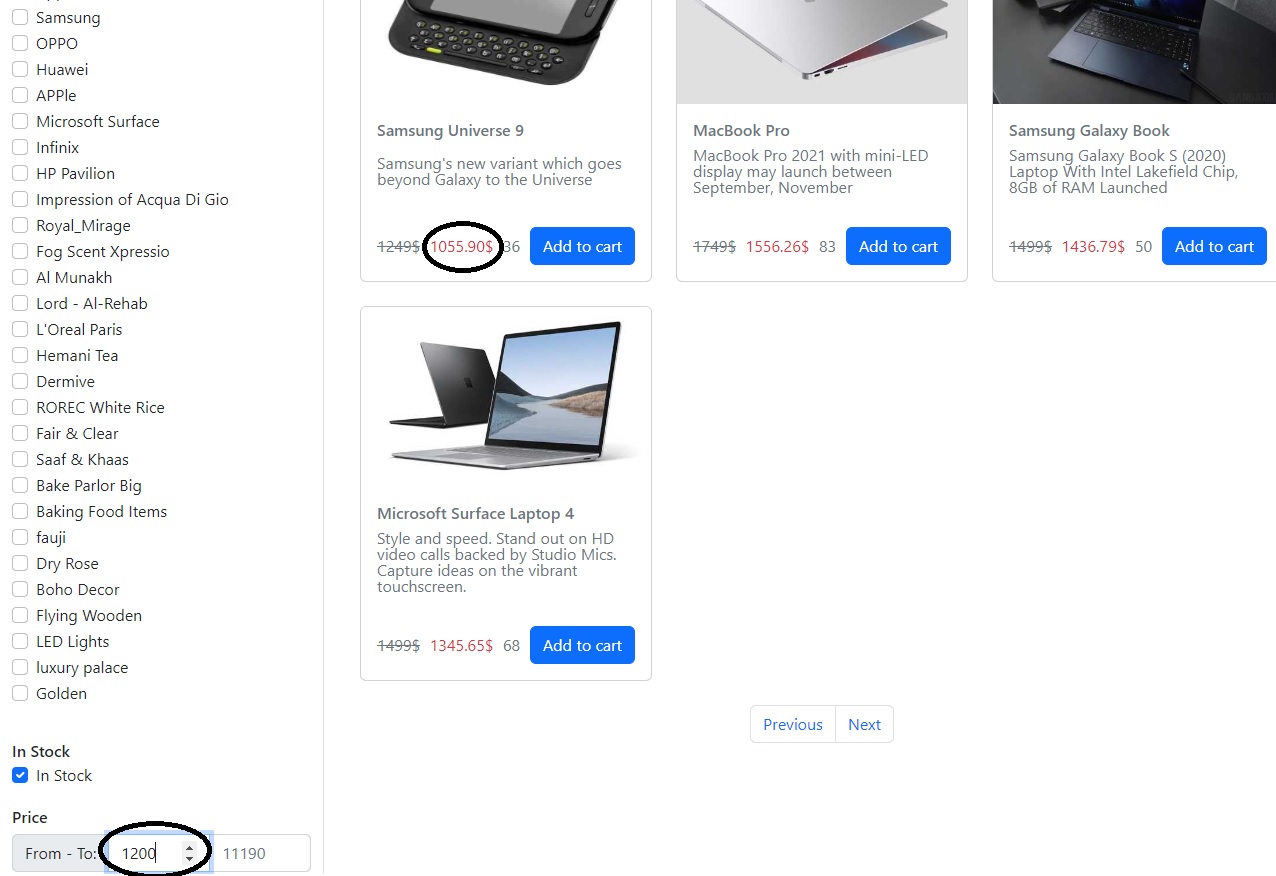 Samsung
OPPO
Huawei
APPle
Microsoft Surface
Infinix
HP Pavilion
Impression of Acqua Di Gio
Royal_Mirage
Fog Scent Xpressio
Al Munakh
Lord - Al-Rehab
L'Oreal Paris
Hemani Tea
Dermive
ROREC White Rice
Fair & Clear
Saaf & Khaas
Bake Parlor Big
Baking Food Items
fauji
Dry Rose
Boho Decor
Flying Wooden
LED Lights
luxury palace
Golden
In Stock
In Stock
Price
From - To: 1200 11190
Samsung Universe 9
Samsung's new variant which goes
beyond Galaxy to the Universe
1249$ 1055.90$ 36 Add to cart
MacBook Pro
MacBook Pro 2021 with mini-LED
display may launch between
September, November
1749$ 1556.26$ 83 Add to cart
Samsung Galaxy Book
Samsung Galaxy Book S (2020)
Laptop With Intel Lakefield Chip,
8GB of RAM Launched
1499$ 1436.79$ 50 Add to cart
Microsoft Surface Laptop 4
Style and speed. Stand out on HD
video calls backed by Studio Mics.
Capture ideas on the vibrant
touchscreen.
1499$ 1345.65$ 68 Add to cart
Previous Next